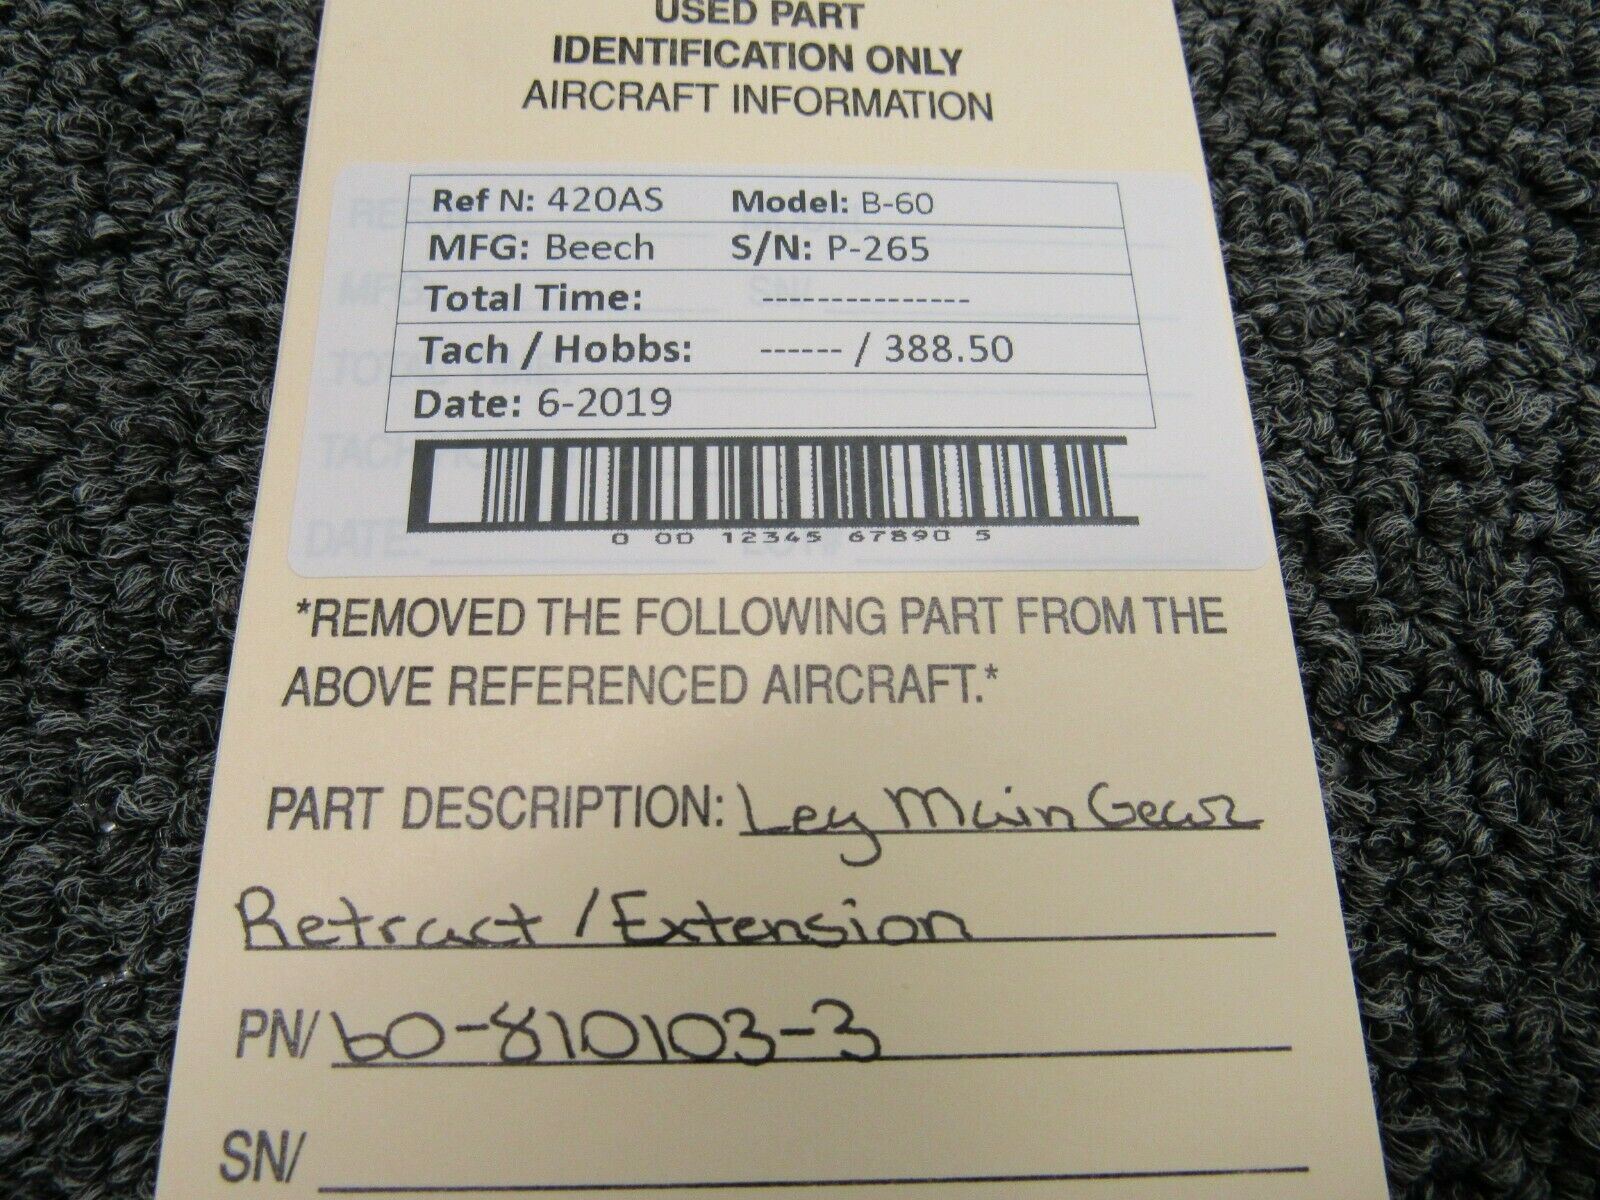 USED PART
IDENTIFICATION ONLY
AIRCRAFT INFORMATION
Ref N: 420AS Model: B-60
MFG: Beech S/N: P-265
Total Time: ---------------
Tach / Hobbs: ------ / 388.50
Date: 6-2019
0 00 12345 67890 5
*REMOVED THE FOLLOWING PART FROM THE
ABOVE REFERENCED AIRCRAFT.*
PART DESCRIPTION: Leg Main Gear
Retract / Extension
PN/ 60-810103-3
SN/